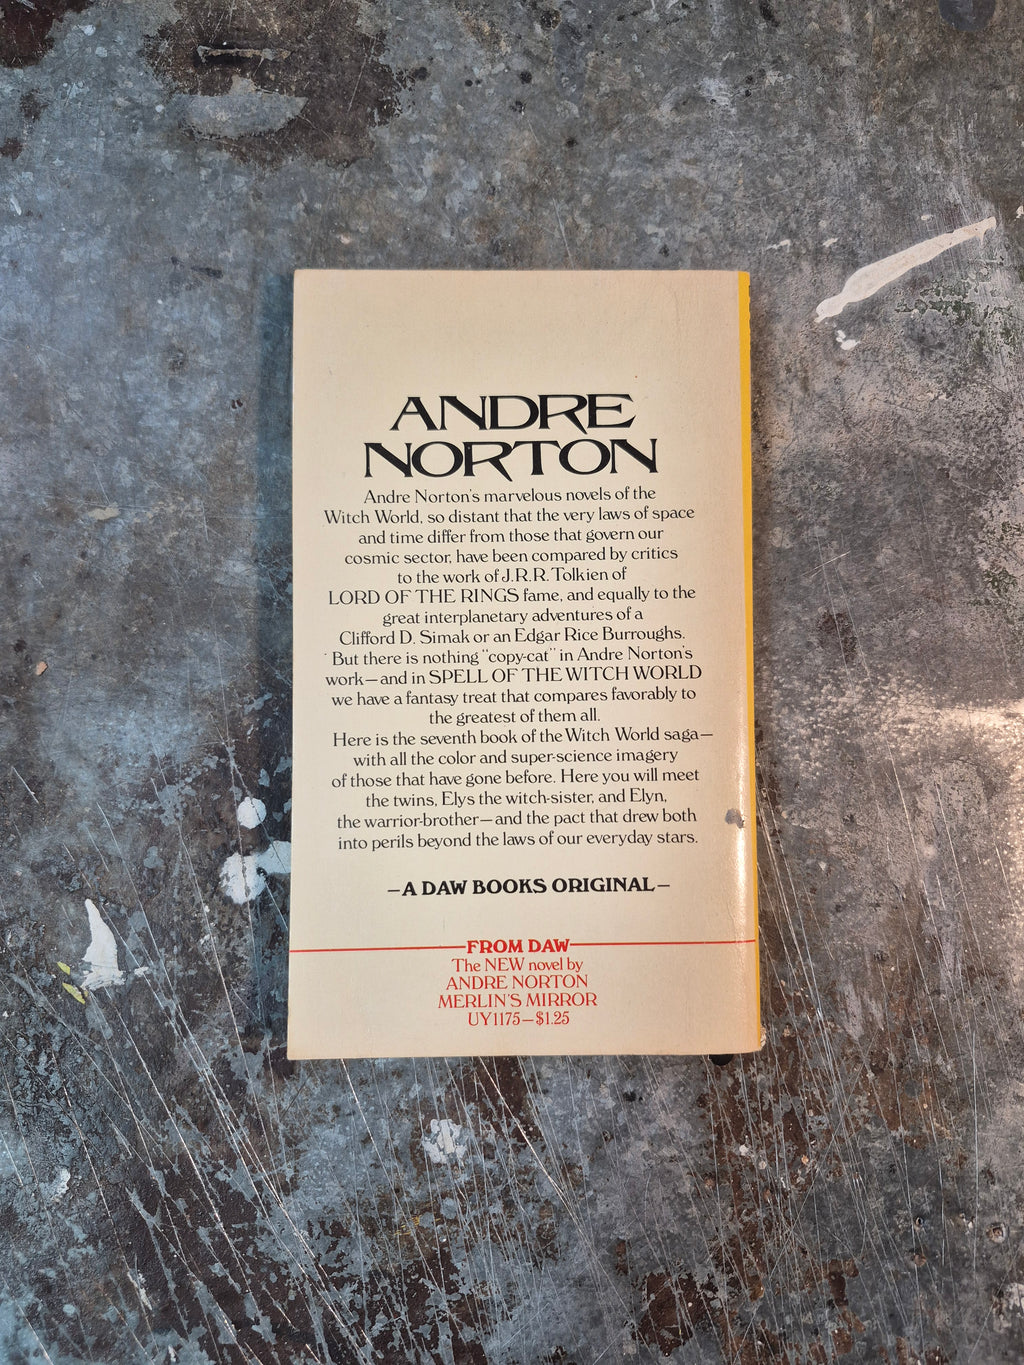 ANDRE
NORTON
Andre Norton's marvelous novels of the
Witch World, so distant that the very laws of space
and time differ from those that govern our
cosmic sector, have been compared by critics
to the work of J.R.R. Tolkien of
LORD OF THE RINGS fame, and equally to the
great interplanetary adventures of a
Clifford D. Simak or an Edgar Rice Burroughs.
But there is nothing "copy-cat" in Andre Norton's
work—and in SPELL OF THE WITCH WORLD
we have a fantasy treat that compares favorably to
the greatest of them all.
Here is the seventh book of the Witch World saga—
with all the color and super-science imagery
of those that have gone before. Here you will meet
the twins, Elys the witch-sister, and Elyn,
the warrior-brother—and the pact that drew both
into perils beyond the laws of our everyday stars.
—A DAW BOOKS ORIGINAL—
FROM DAW
The NEW novel by
ANDRE NORTON
MERLIN'S MIRROR
UY1175—$1.25